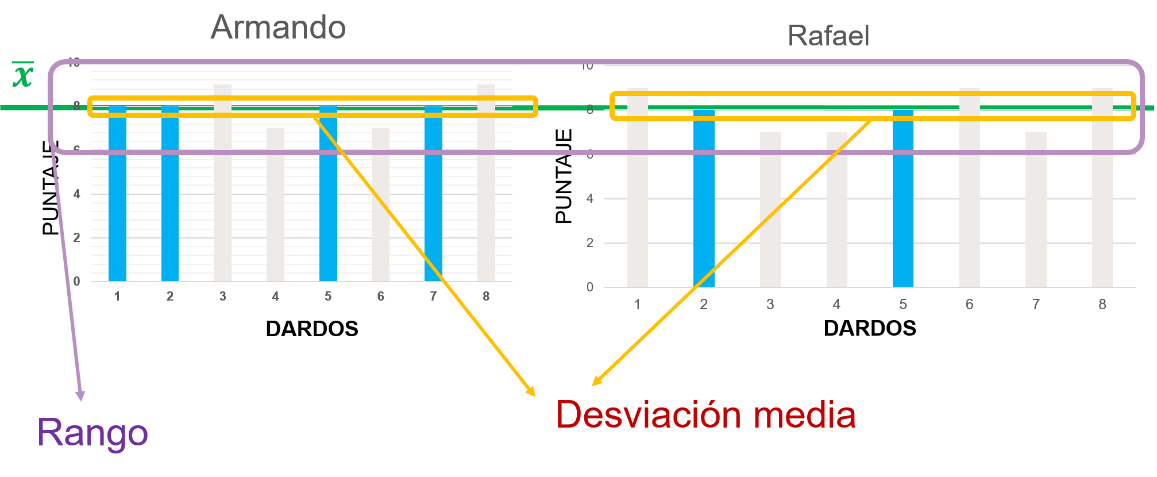 Armando
Rafael
x̅
10
8
6
4
2
0
PUNTAJE
1 2 3 4 5 6 7 8
DARDOS
10
8
6
4
2
0
PUNTAJE
1 2 3 4 5 6 7 8
DARDOS
Rango
Desviación media